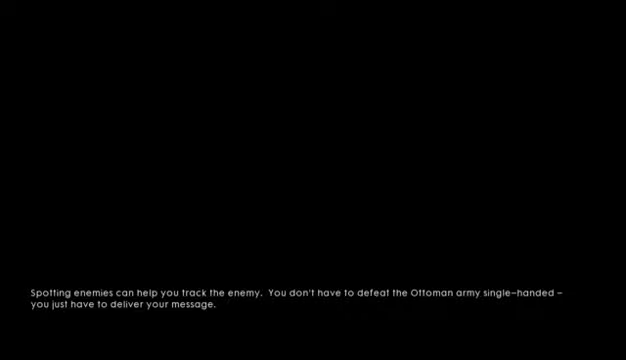 Spotting enemies can help you track the enemy.  You don't have to defeat the Ottoman army single-handed -
you just have to deliver your message.